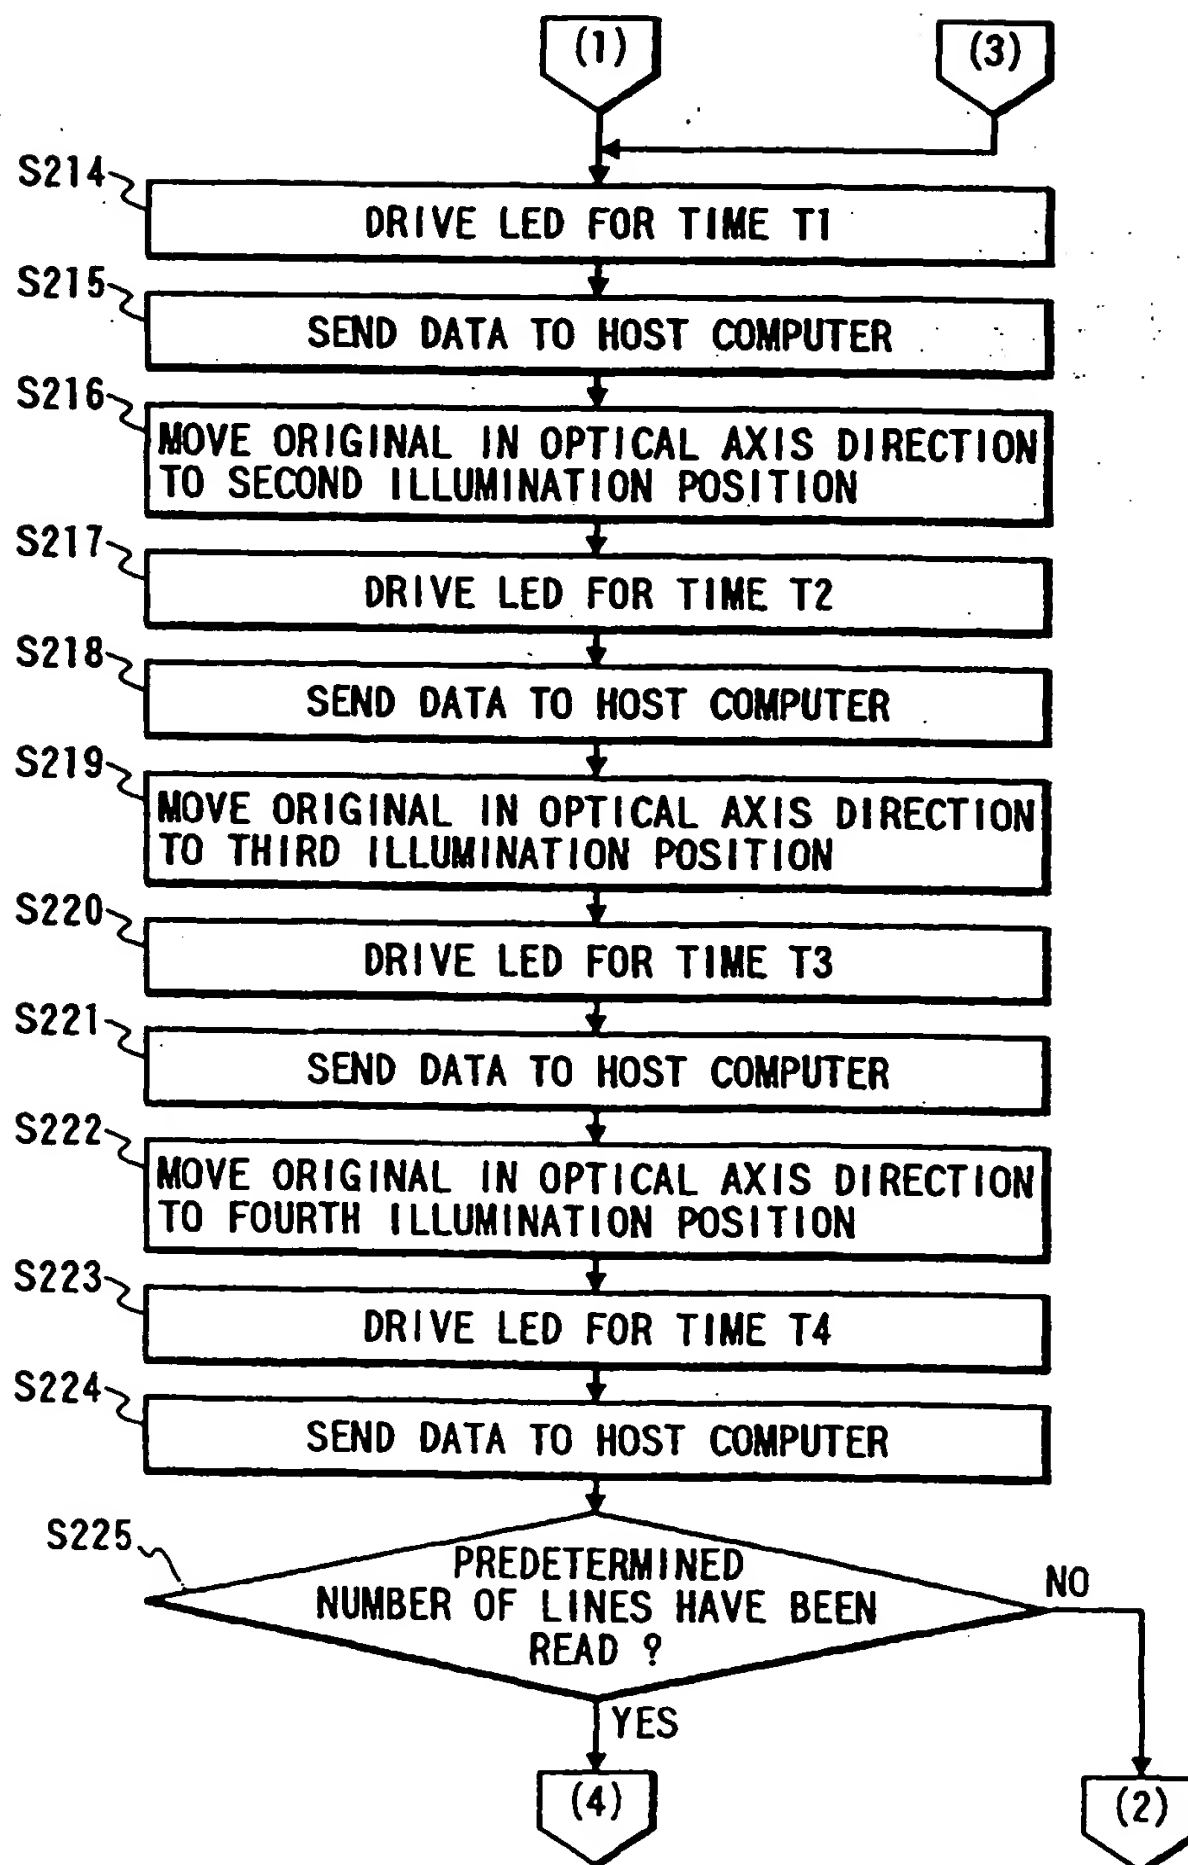 (1)
(3)
S214
DRIVE LED FOR TIME T1
S215
SEND DATA TO HOST COMPUTER
S216
MOVE ORIGINAL IN OPTICAL AXIS DIRECTION
TO SECOND ILLUMINATION POSITION
S217
DRIVE LED FOR TIME T2
S218
SEND DATA TO HOST COMPUTER
S219
MOVE ORIGINAL IN OPTICAL AXIS DIRECTION
TO THIRD ILLUMINATION POSITION
S220
DRIVE LED FOR TIME T3
S221
SEND DATA TO HOST COMPUTER
S222
MOVE ORIGINAL IN OPTICAL AXIS DIRECTION
TO FOURTH ILLUMINATION POSITION
S223
DRIVE LED FOR TIME T4
S224
SEND DATA TO HOST COMPUTER
S225
PREDETERMINED
NUMBER OF LINES HAVE BEEN
READ ?
NO
YES
(4)
(2)